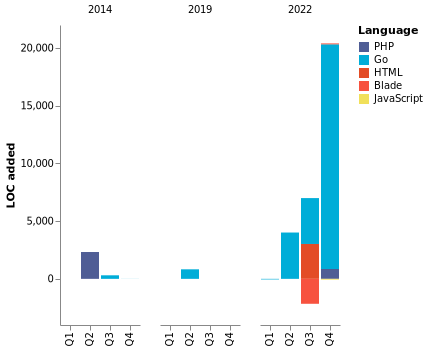 2014 2019 2022
Language
PHP
Go
HTML
Blade
JavaScript
LOC added
20,000
15,000
10,000
5,000
0
Q1 Q2 Q3 Q4 Q1 Q2 Q3 Q4 Q1 Q2 Q3 Q4